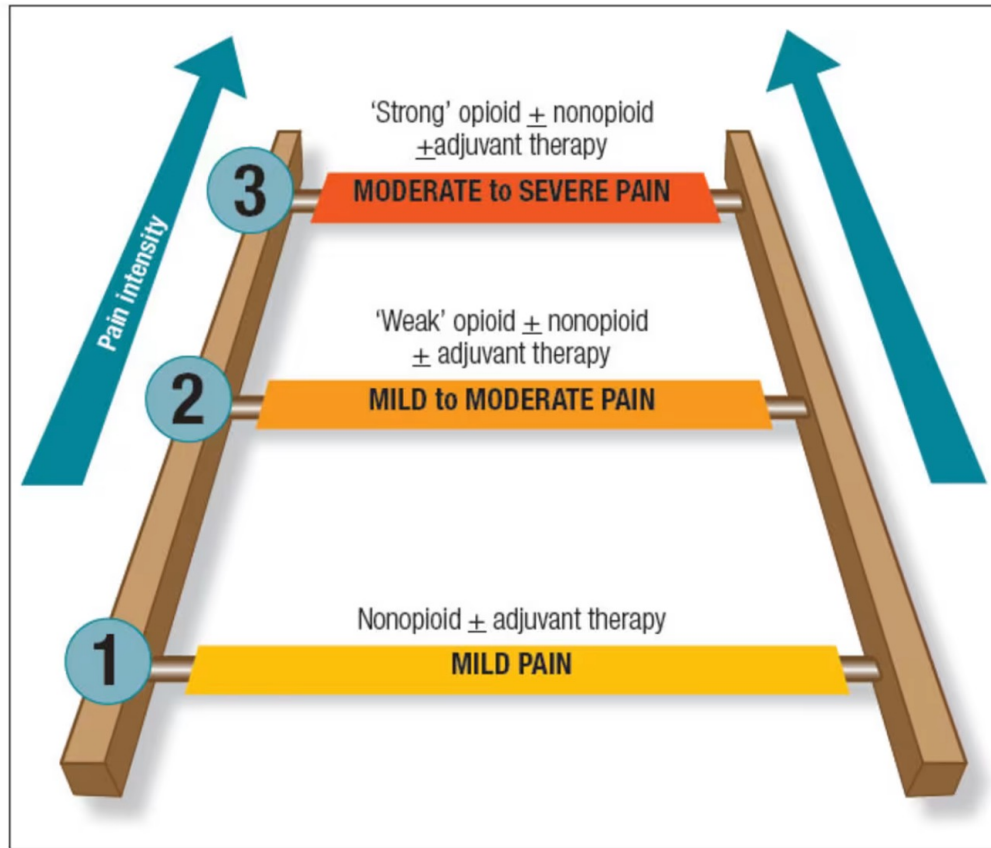 ‘Strong’ opioid ± nonopioid
±adjuvant therapy
3
MODERATE to SEVERE PAIN
Pain intensity
‘Weak’ opioid ± nonopioid
± adjuvant therapy
2
MILD to MODERATE PAIN
Nonopioid ± adjuvant therapy
1
MILD PAIN